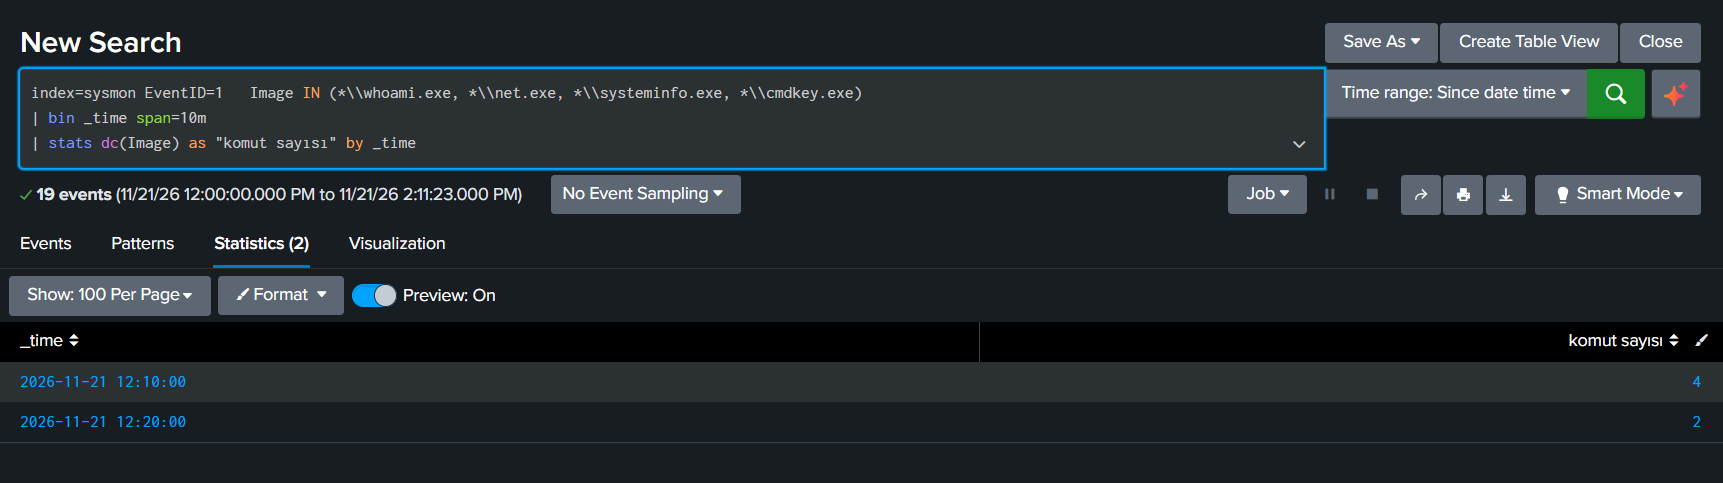 New Search
Save As
Create Table View
Close
index=sysmon EventID=1   Image IN (*\\whoami.exe, *\\net.exe, *\\systeminfo.exe, *\\cmdkey.exe)
| bin _time span=10m
| stats dc(Image) as "komut sayısı" by _time
Time range: Since date time
19 events (11/21/26 12:00:00.000 PM to 11/21/26 2:11:23.000 PM)
No Event Sampling
Job
Smart Mode
Events
Patterns
Statistics (2)
Visualization
Show: 100 Per Page
Format
Preview: On
_time
komut sayısı
2026-11-21 12:10:00
4
2026-11-21 12:20:00
2